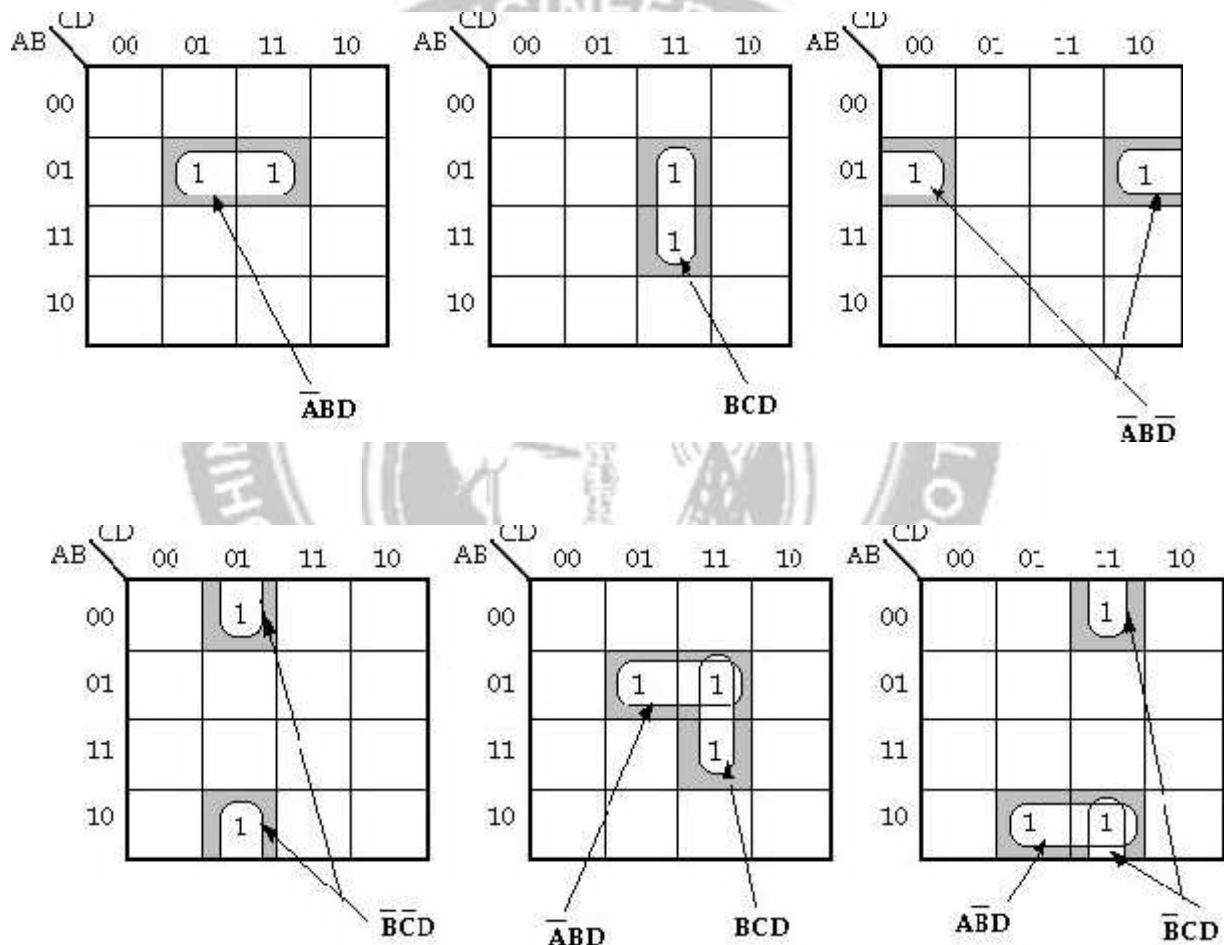 CD CD CD
AB 00 01 11 10 AB 00 01 11 10 AB 00 01 11 10
00 00 00
01 1 1 01 1 01 1 1
11 11 1 11
10 10 10
A̅BD BCD A̅BD̅
CD CD CD
AB 00 01 11 10 AB 00 01 11 10 AB 00 01 11 10
00 1 00 00 1
01 01 1 1 01
11 11 1 11
10 1 10 10 1 1
B̅C̅D A̅BD BCD AB̅D B̅CD